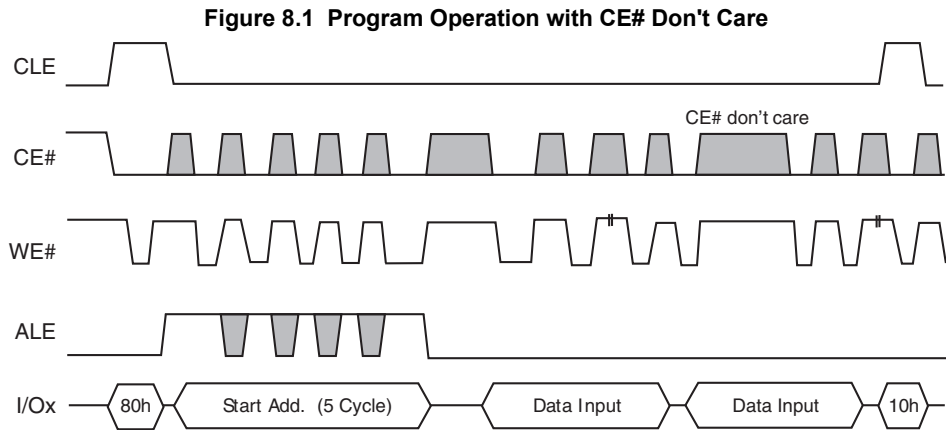 Figure 8.1 Program Operation with CE# Don't Care
CLE
CE# don't care
CE#
WE#
ALE
I/Ox
80h
Start Add. (5 Cycle)
Data Input
Data Input
10h